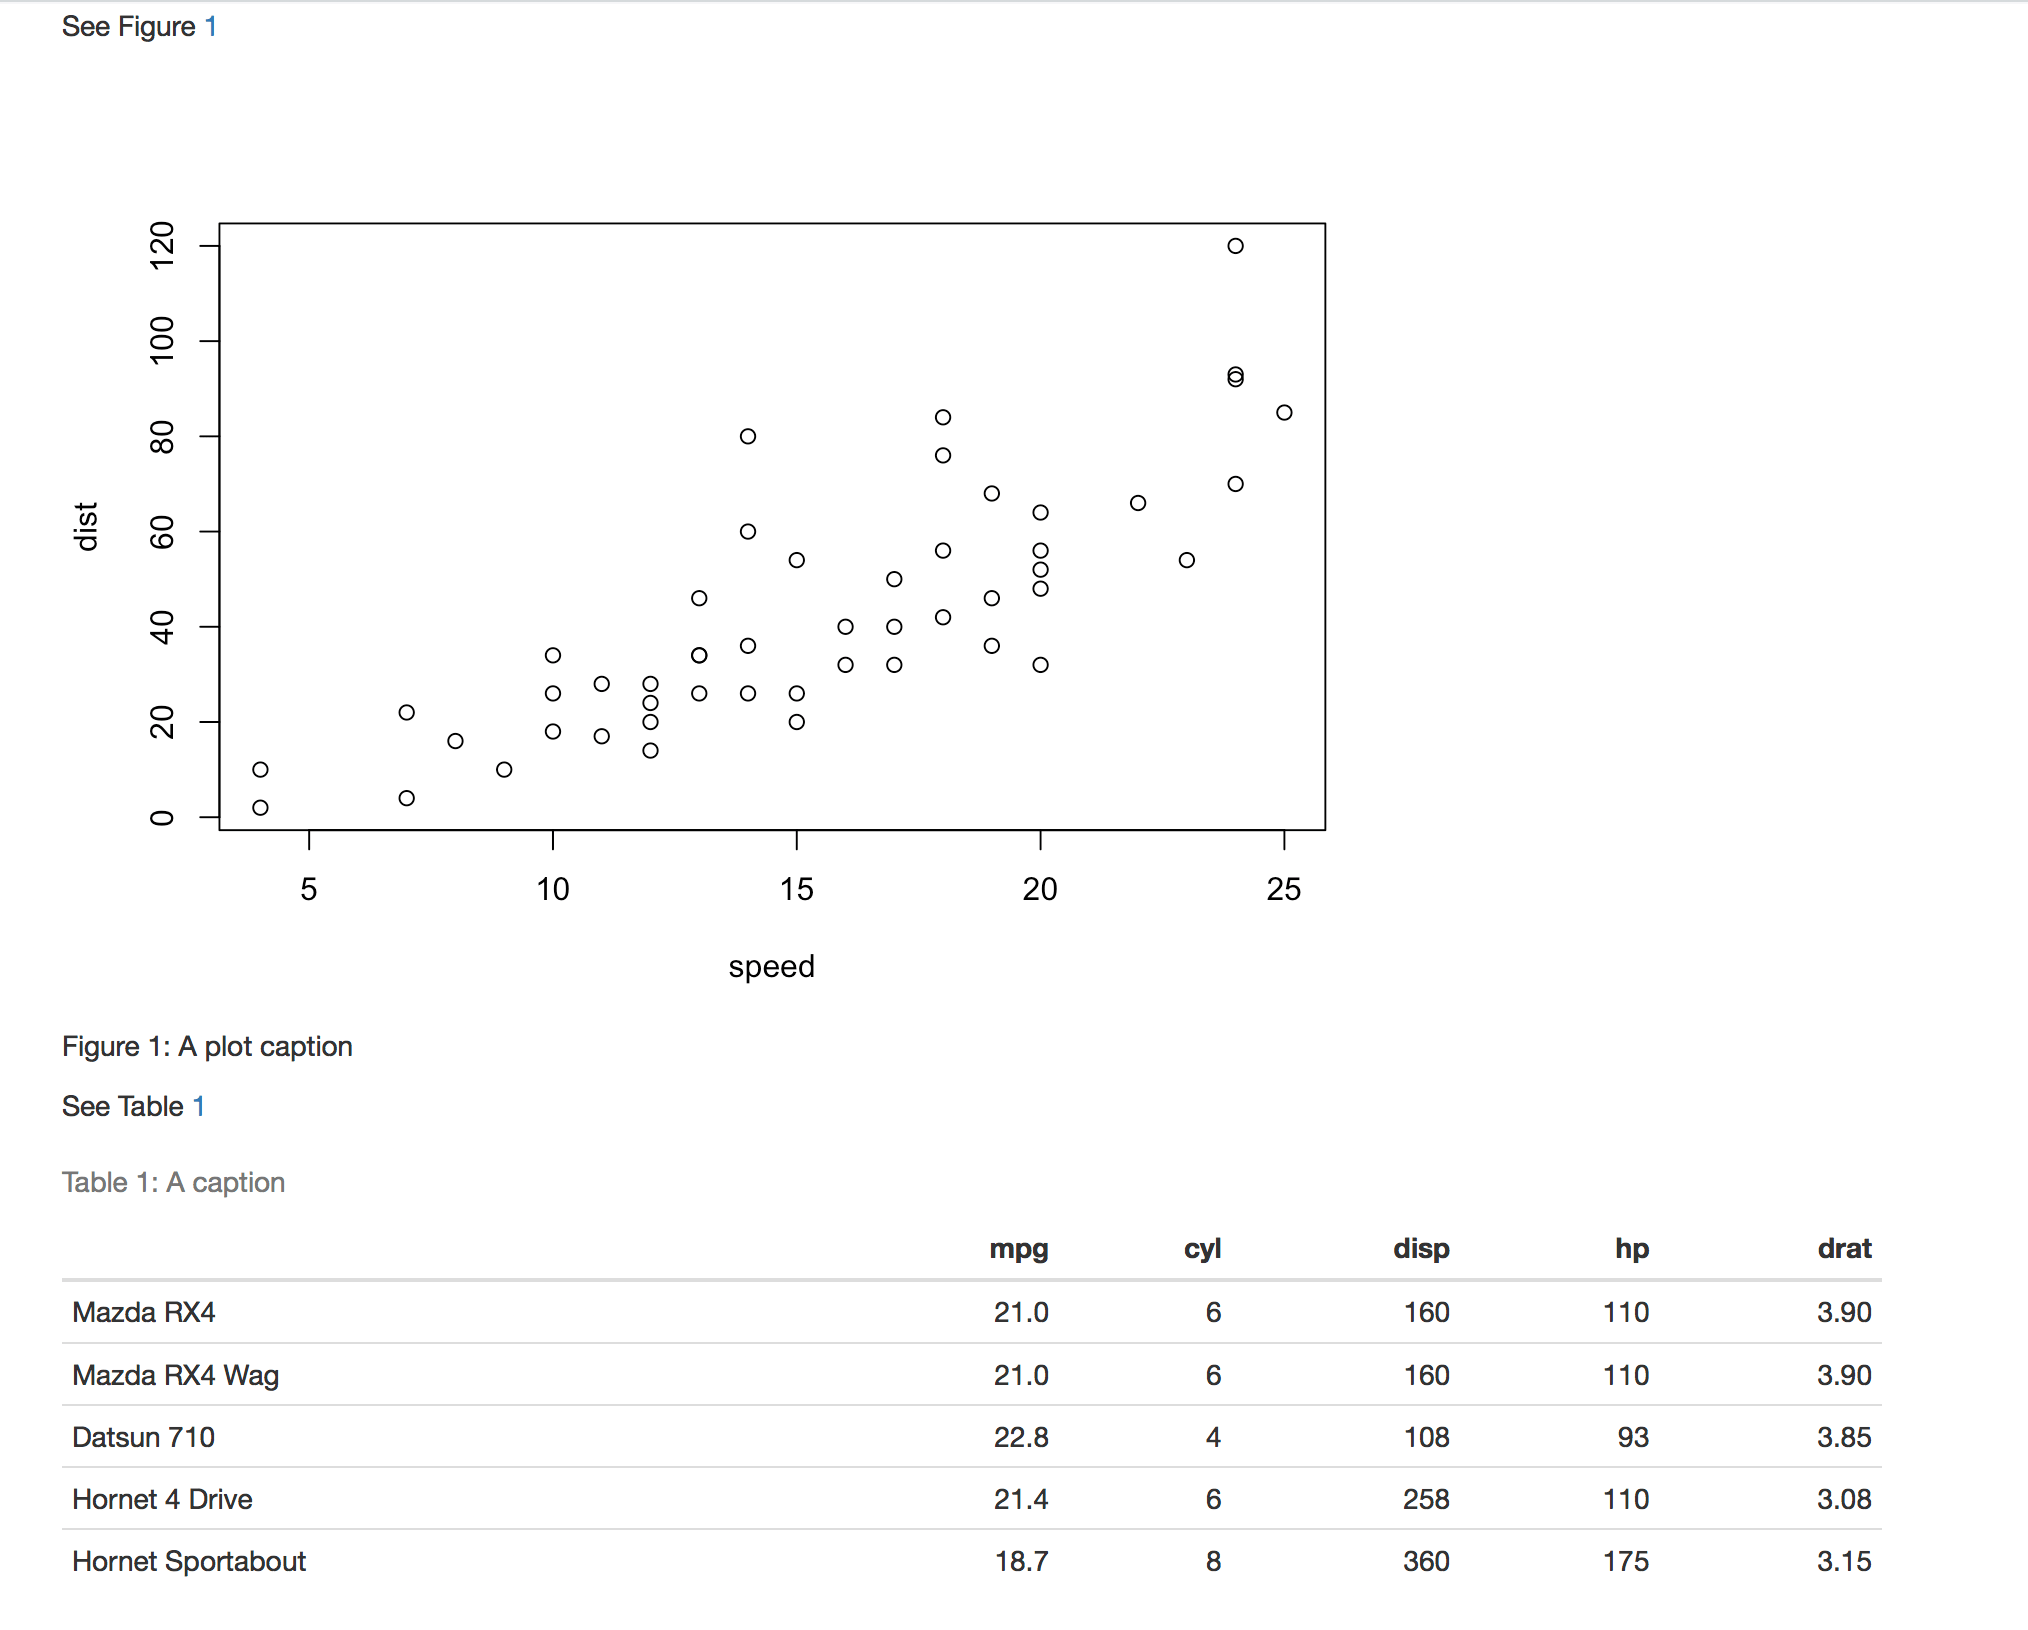 See Figure 1
120
100
80
60
40
20
0
dist
5 10 15 20 25
speed
Figure 1: A plot caption
See Table 1
Table 1: A caption
mpg cyl disp hp drat
Mazda RX4 21.0 6 160 110 3.90
Mazda RX4 Wag 21.0 6 160 110 3.90
Datsun 710 22.8 4 108 93 3.85
Hornet 4 Drive 21.4 6 258 110 3.08
Hornet Sportabout 18.7 8 360 175 3.15